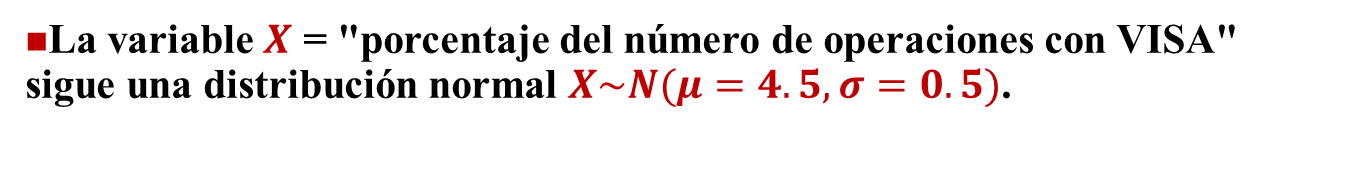 ■La variable X = "porcentaje del número de operaciones con VISA"
sigue una distribución normal X~N(μ = 4.5, σ = 0.5).